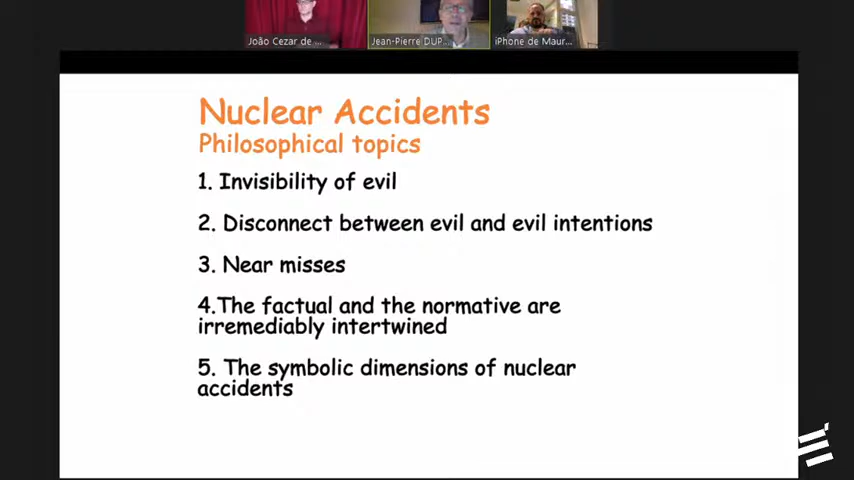 João Cezar de ...
Jean-Pierre DUP...
iPhone de Maur...
Nuclear Accidents
Philosophical topics
1. Invisibility of evil
2. Disconnect between evil and evil intentions
3. Near misses
4.The factual and the normative are
irremediably intertwined
5. The symbolic dimensions of nuclear
accidents